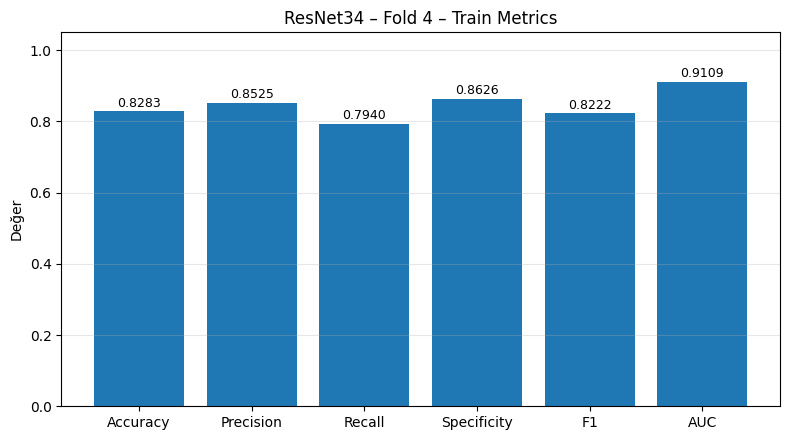 ResNet34 – Fold 4 – Train Metrics
Değer
1.0
0.8
0.6
0.4
0.2
0.0
0.8283
0.8525
0.7940
0.8626
0.8222
0.9109
Accuracy
Precision
Recall
Specificity
F1
AUC